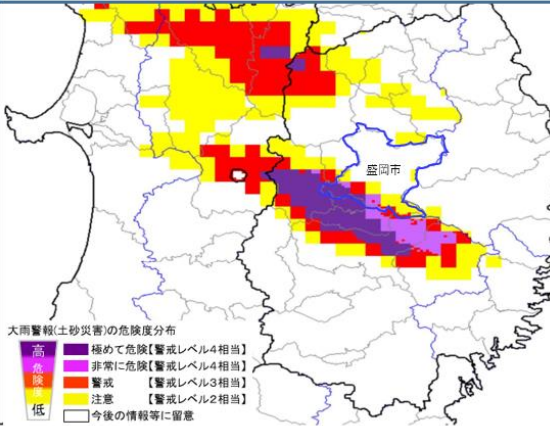 盛岡市
大雨警報(土砂災害)の危険度分布
高
危険度
低
極めて危険【警戒レベル4相当】
非常に危険【警戒レベル4相当】
警戒 【警戒レベル3相当】
注意 【警戒レベル2相当】
今後の情報等に留意